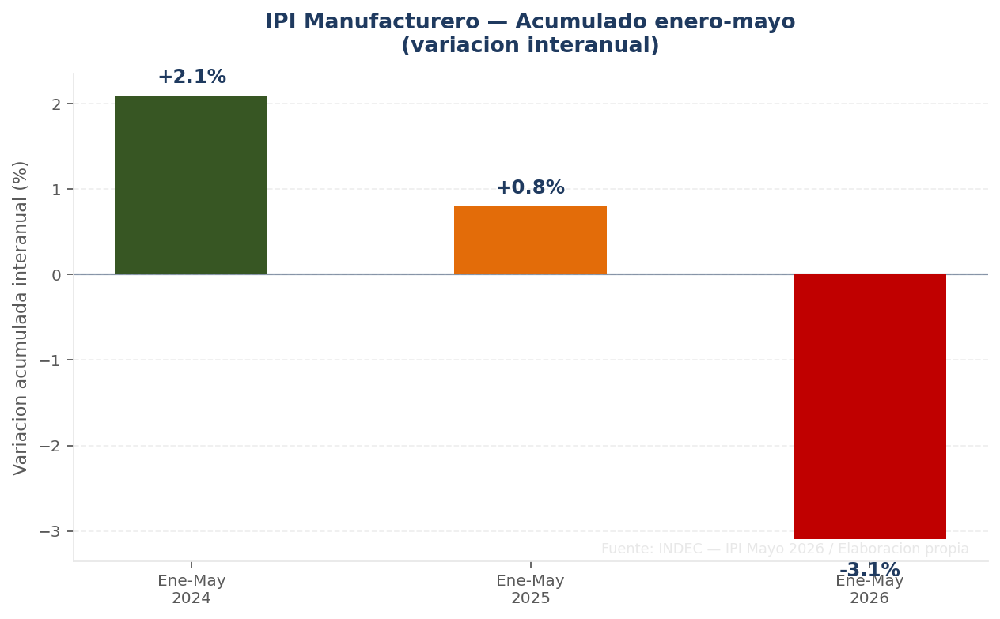 IPI Manufacturero — Acumulado enero-mayo
(variacion interanual)
Variacion acumulada interanual (%)
2
1
0
−1
−2
−3
+2.1%
+0.8%
-3.1%
Fuente: INDEC — IPI Mayo 2026 / Elaboracion propia
Ene-May
2024
Ene-May
2025
Ene-May
2026